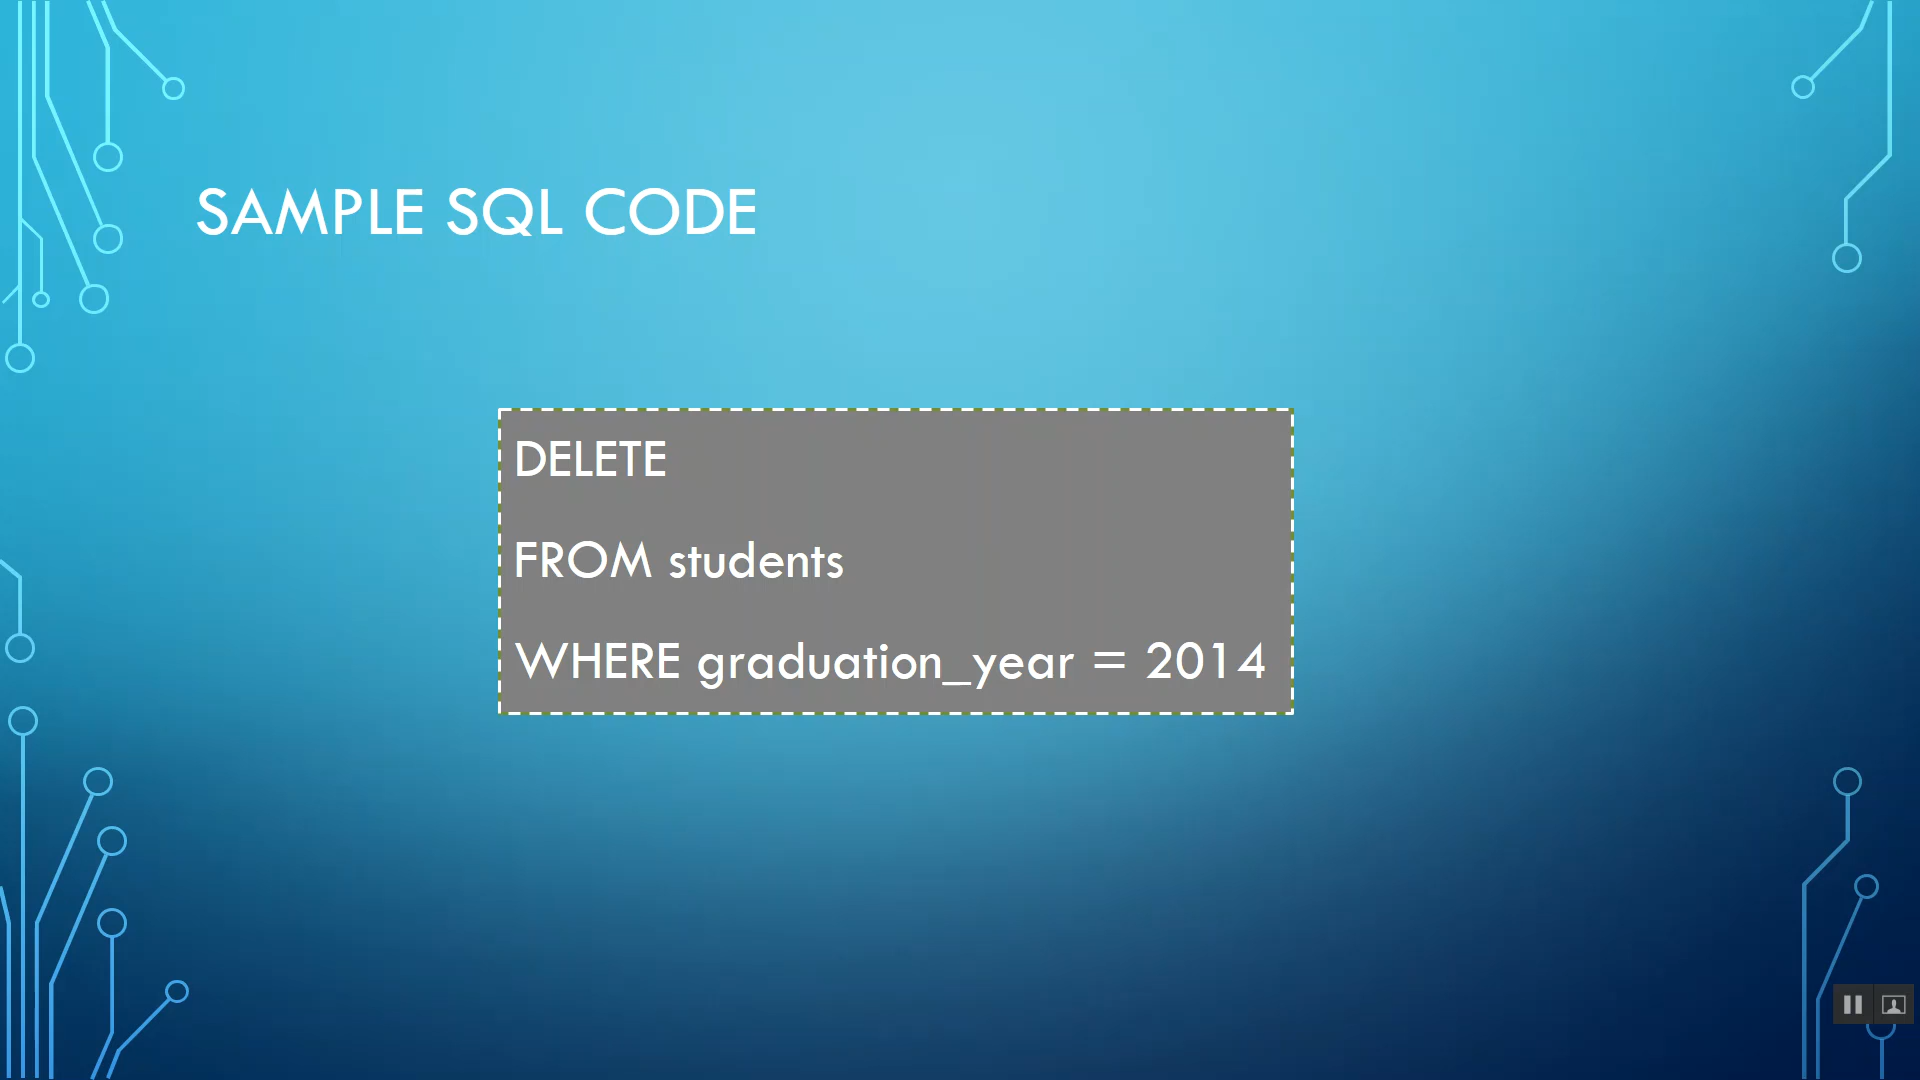 SAMPLE SQL CODE
DELETE
FROM students
WHERE graduation_year = 2014